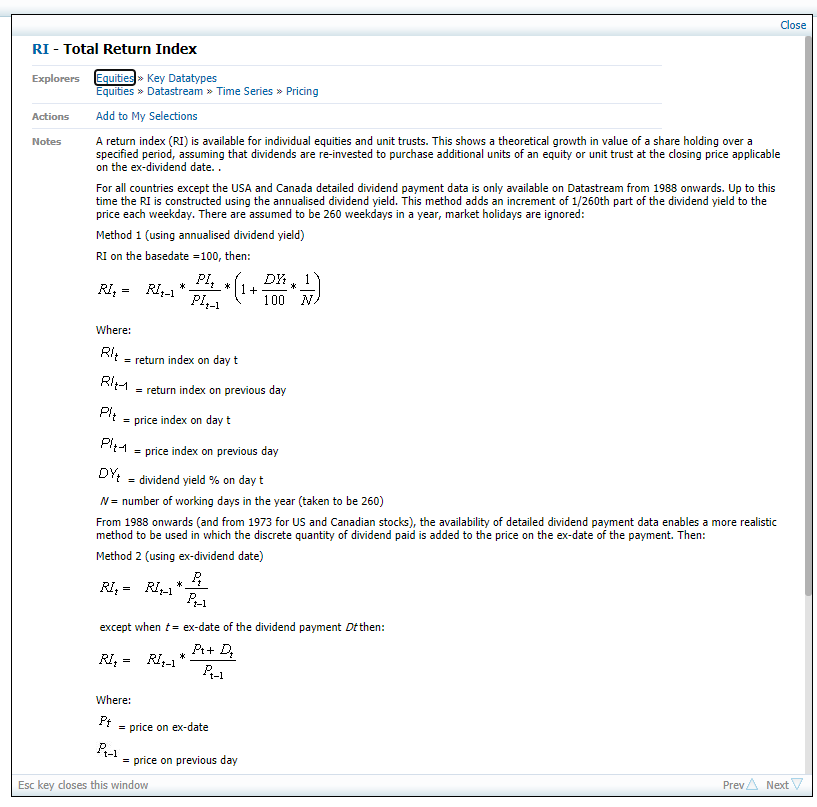 Close
RI - Total Return Index
Explorers Equities » Key Datatypes
Equities » Datastream » Time Series » Pricing
Actions Add to My Selections
Notes A return index (RI) is available for individual equities and unit trusts. This shows a theoretical growth in value of a share holding over a
specified period, assuming that dividends are re-invested to purchase additional units of an equity or unit trust at the closing price applicable
on the ex-dividend date. .
For all countries except the USA and Canada detailed dividend payment data is only available on Datastream from 1988 onwards. Up to this
time the RI is constructed using the annualised dividend yield. This method adds an increment of 1/260th part of the dividend yield to the
price each weekday. There are assumed to be 260 weekdays in a year, market holidays are ignored:
Method 1 (using annualised dividend yield)
RI on the basedate =100, then:
RI_t = RI_{t-1} * PI_t / PI_{t-1} * (1 + DY_t / 100 * 1 / N)
Where:
RI_t = return index on day t
RI_{t-1} = return index on previous day
PI_t = price index on day t
PI_{t-1} = price index on previous day
DY_t = dividend yield % on day t
N = number of working days in the year (taken to be 260)
From 1988 onwards (and from 1973 for US and Canadian stocks), the availability of detailed dividend payment data enables a more realistic
method to be used in which the discrete quantity of dividend paid is added to the price on the ex-date of the payment. Then:
Method 2 (using ex-dividend date)
RI_t = RI_{t-1} * P_t / P_{t-1}
except when t = ex-date of the dividend payment Dt then:
RI_t = RI_{t-1} * (Pt + D_t) / P_{t-1}
Where:
P_t = price on ex-date
P_{t-1} = price on previous day
Esc key closes this window Prev Next